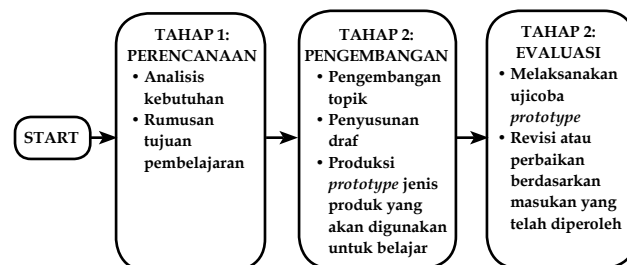 START
TAHAP 1:
PERENCANAAN
• Analisis
kebutuhan
• Rumusan
tujuan
pembelajaran
TAHAP 2:
PENGEMBANGAN
• Pengembangan
topik
• Penyusunan
draf
• Produksi
prototype jenis
produk yang
akan digunakan
untuk belajar
TAHAP 2:
EVALUASI
• Melaksanakan
ujicoba
prototype
• Revisi atau
perbaikan
berdasarkan
masukan yang
telah diperoleh